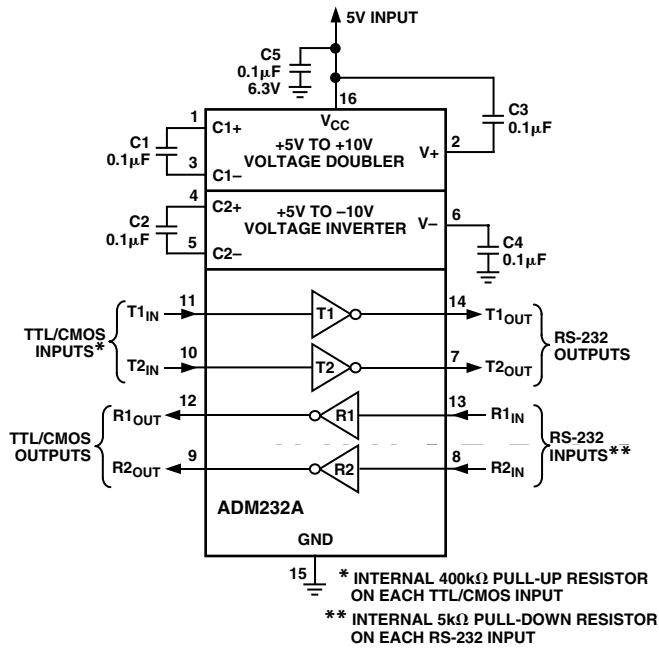 5V INPUT
C5
0.1µF
6.3V
16
C3
0.1µF
1
C1+
VCC
C1
0.1µF
+5V TO +10V
VOLTAGE DOUBLER
V+
2
3
C1–
4
C2+
C2
0.1µF
+5V TO –10V
VOLTAGE INVERTER
V–
6
5
C2–
C4
0.1µF
TTL/CMOS
INPUTS*
T1IN
11
T1
14
T1OUT
T2IN
10
T2
7
T2OUT
RS-232
OUTPUTS
TTL/CMOS
OUTPUTS
R1OUT
12
R1
13
R1IN
R2OUT
9
R2
8
R2IN
RS-232
INPUTS**
ADM232A
GND
15
* INTERNAL 400kΩ PULL-UP RESISTOR
ON EACH TTL/CMOS INPUT
** INTERNAL 5kΩ PULL-DOWN RESISTOR
ON EACH RS-232 INPUT